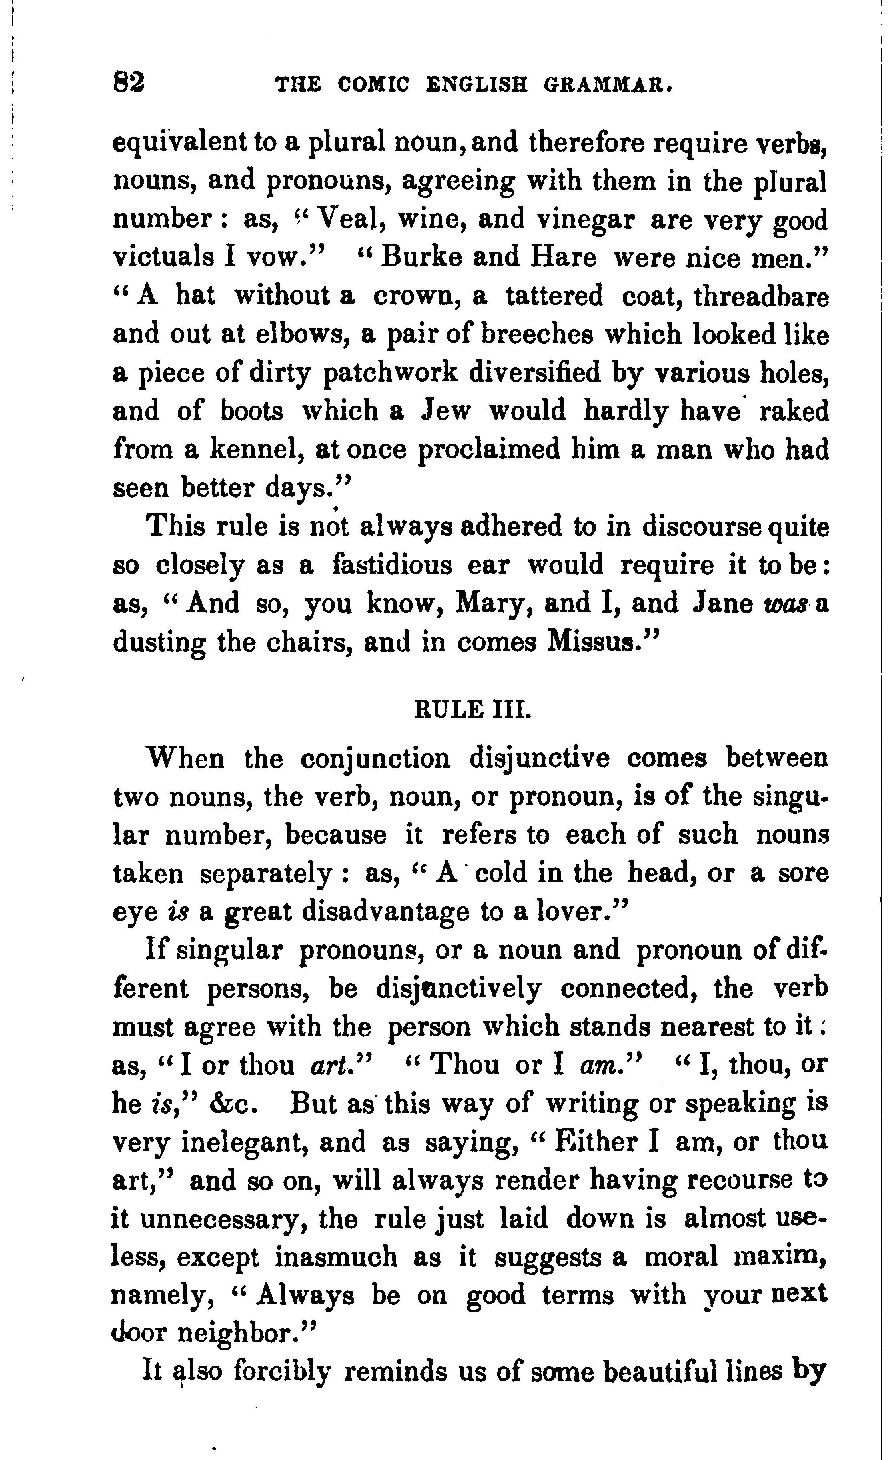 82 THE COMIC ENGLISH GRAMMAR.
equivalent to a plural noun, and therefore require verbs,
nouns, and pronouns, agreeing with them in the plural
number : as, “ Veal, wine, and vinegar are very good
victuals I vow.” “ Burke and Hare were nice men.”
“ A hat without a crown, a tattered coat, threadbare
and out at elbows, a pair of breeches which looked like
a piece of dirty patchwork diversified by various holes,
and of boots which a Jew would hardly have raked
from a kennel, at once proclaimed him a man who had
seen better days.”
This rule is not always adhered to in discourse quite
so closely as a fastidious ear would require it to be :
as, “ And so, you know, Mary, and I, and Jane was a
dusting the chairs, and in comes Missus.”
RULE III.
When the conjunction disjunctive comes between
two nouns, the verb, noun, or pronoun, is of the singu-
lar number, because it refers to each of such nouns
taken separately : as, “ A cold in the head, or a sore
eye is a great disadvantage to a lover.”
If singular pronouns, or a noun and pronoun of dif-
ferent persons, be disjunctively connected, the verb
must agree with the person which stands nearest to it :
as, “ I or thou art.” “ Thou or I am.” “ I, thou, or
he is,” &c. But as this way of writing or speaking is
very inelegant, and as saying, “ Either I am, or thou
art,” and so on, will always render having recourse to
it unnecessary, the rule just laid down is almost use-
less, except inasmuch as it suggests a moral maxim,
namely, “ Always be on good terms with your next
door neighbor.”
It also forcibly reminds us of some beautiful lines by